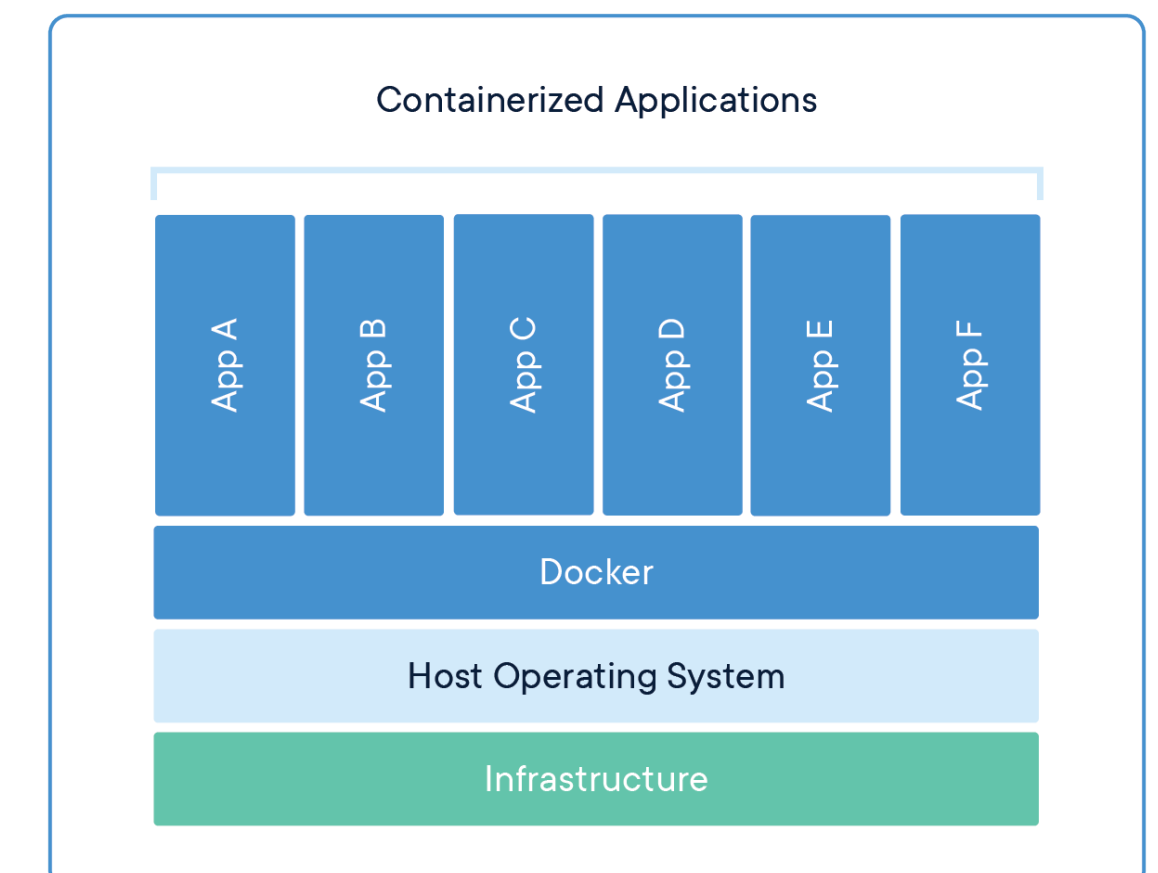 Containerized Applications
App A
App B
App C
App D
App E
App F
Docker
Host Operating System
Infrastructure